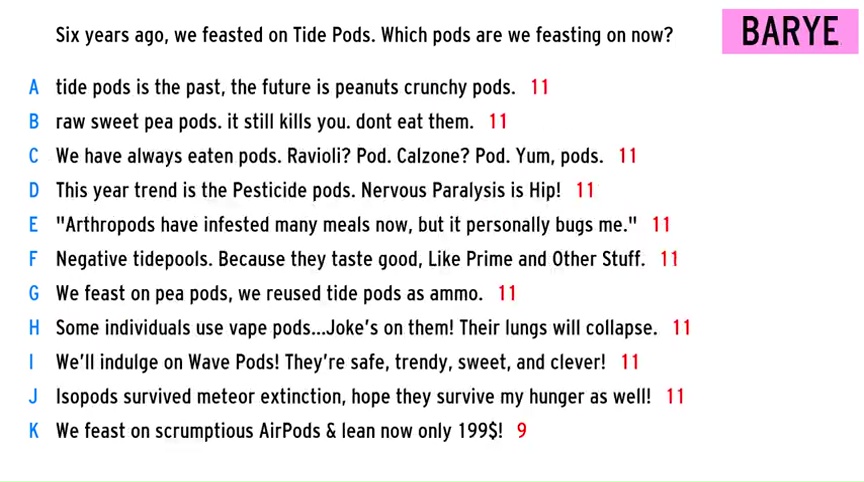 Six years ago, we feasted on Tide Pods. Which pods are we feasting on now?
BARYE
A tide pods is the past, the future is peanuts crunchy pods. 11
B raw sweet pea pods. it still kills you. dont eat them. 11
C We have always eaten pods. Ravioli? Pod. Calzone? Pod. Yum, pods. 11
D This year trend is the Pesticide pods. Nervous Paralysis is Hip! 11
E "Arthropods have infested many meals now, but it personally bugs me." 11
F Negative tidepools. Because they taste good, Like Prime and Other Stuff. 11
G We feast on pea pods, we reused tide pods as ammo. 11
H Some individuals use vape pods...Joke's on them! Their lungs will collapse. 11
I We'll indulge on Wave Pods! They're safe, trendy, sweet, and clever! 11
J Isopods survived meteor extinction, hope they survive my hunger as well! 11
K We feast on scrumptious AirPods & lean now only 199$! 9